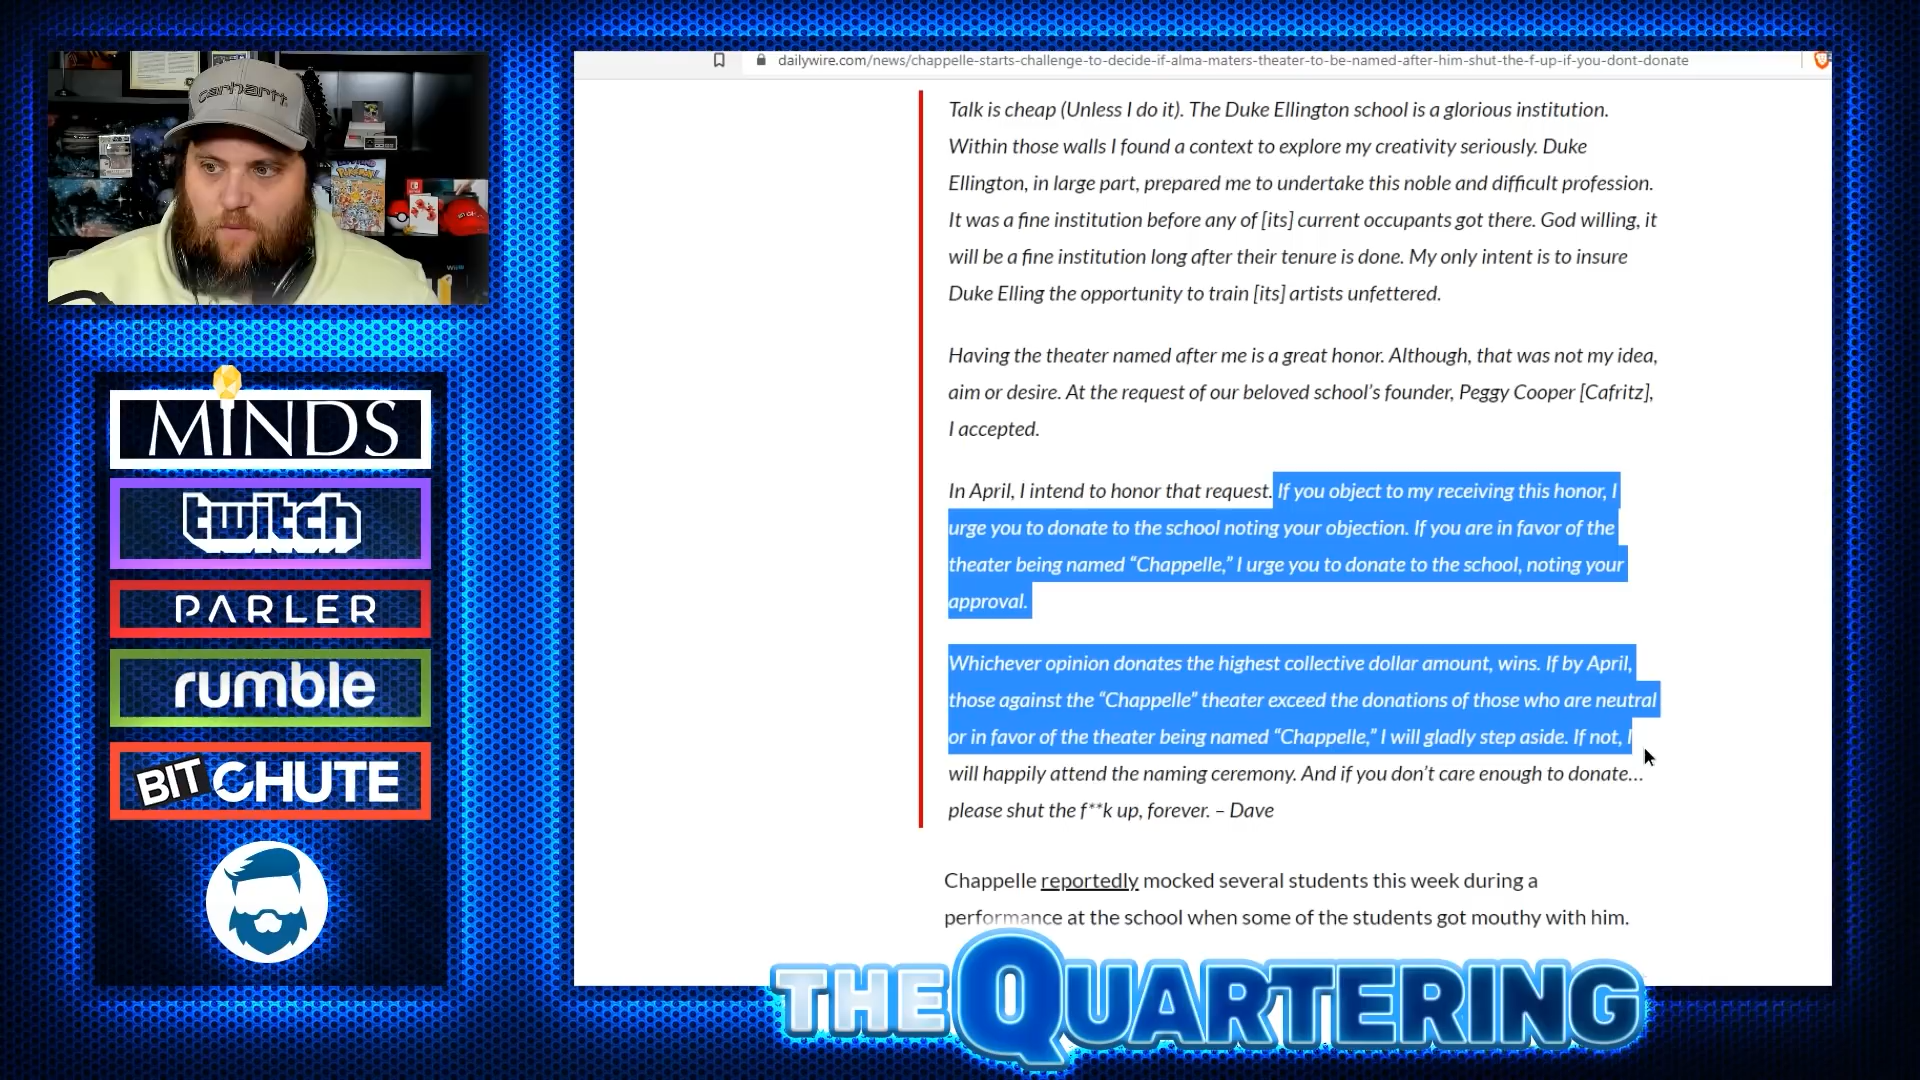 carhartt
dailywire.com/news/chappelle-starts-challenge-to-decide-if-alma-maters-theater-to-be-named-after-him-shut-the-f-up-if-you-dont-donate
Talk is cheap (Unless I do it). The Duke Ellington school is a glorious institution.
Within those walls I found a context to explore my creativity seriously. Duke
Ellington, in large part, prepared me to undertake this noble and difficult profession.
It was a fine institution before any of [its] current occupants got there. God willing, it
will be a fine institution long after their tenure is done. My only intent is to insure
Duke Elling the opportunity to train [its] artists unfettered.
Having the theater named after me is a great honor. Although, that was not my idea,
aim or desire. At the request of our beloved school’s founder, Peggy Cooper [Cafritz],
I accepted.
In April, I intend to honor that request. If you object to my receiving this honor, I
urge you to donate to the school noting your objection. If you are in favor of the
theater being named “Chappelle,” I urge you to donate to the school, noting your
approval.
Whichever opinion donates the highest collective dollar amount, wins. If by April,
those against the “Chappelle” theater exceed the donations of those who are neutral
or in favor of the theater being named “Chappelle,” I will gladly step aside. If not, I
will happily attend the naming ceremony. And if you don’t care enough to donate…
please shut the f**k up, forever. – Dave
Chappelle reportedly mocked several students this week during a
performance at the school when some of the students got mouthy with him.
MINDS
twitch
PARLER
rumble
BITCHUTE
THE QUARTERING